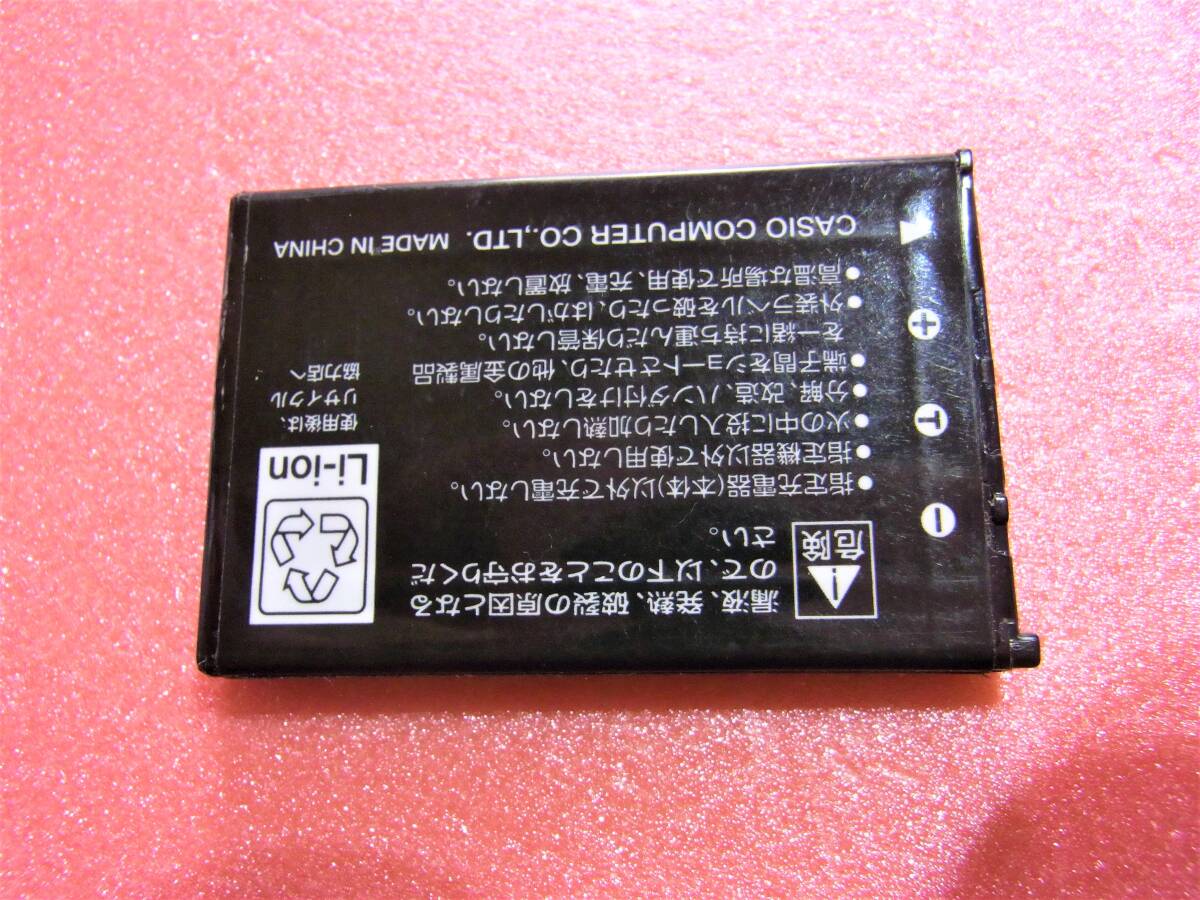 危険
漏液、発熱、破裂の原因となる
ので、以下のことをお守りくだ
さい。
●指定充電器(本体)以外で充電しない。
●指定機器以外で使用しない。
●火の中に投入したり加熱しない。
●分解、改造、ハンダ付けをしない。
●端子間をショートさせたり、他の金属製品
を一緒に持ち運んだり保管しない。
●外装ラベルを破ったり、はがしたりしない。
●高温な場所で使用、充電、放置しない。
CASIO COMPUTER CO.,LTD. MADE IN CHINA
Li-ion
使用後は、
リサイクル
協力店へ
－
T
＋